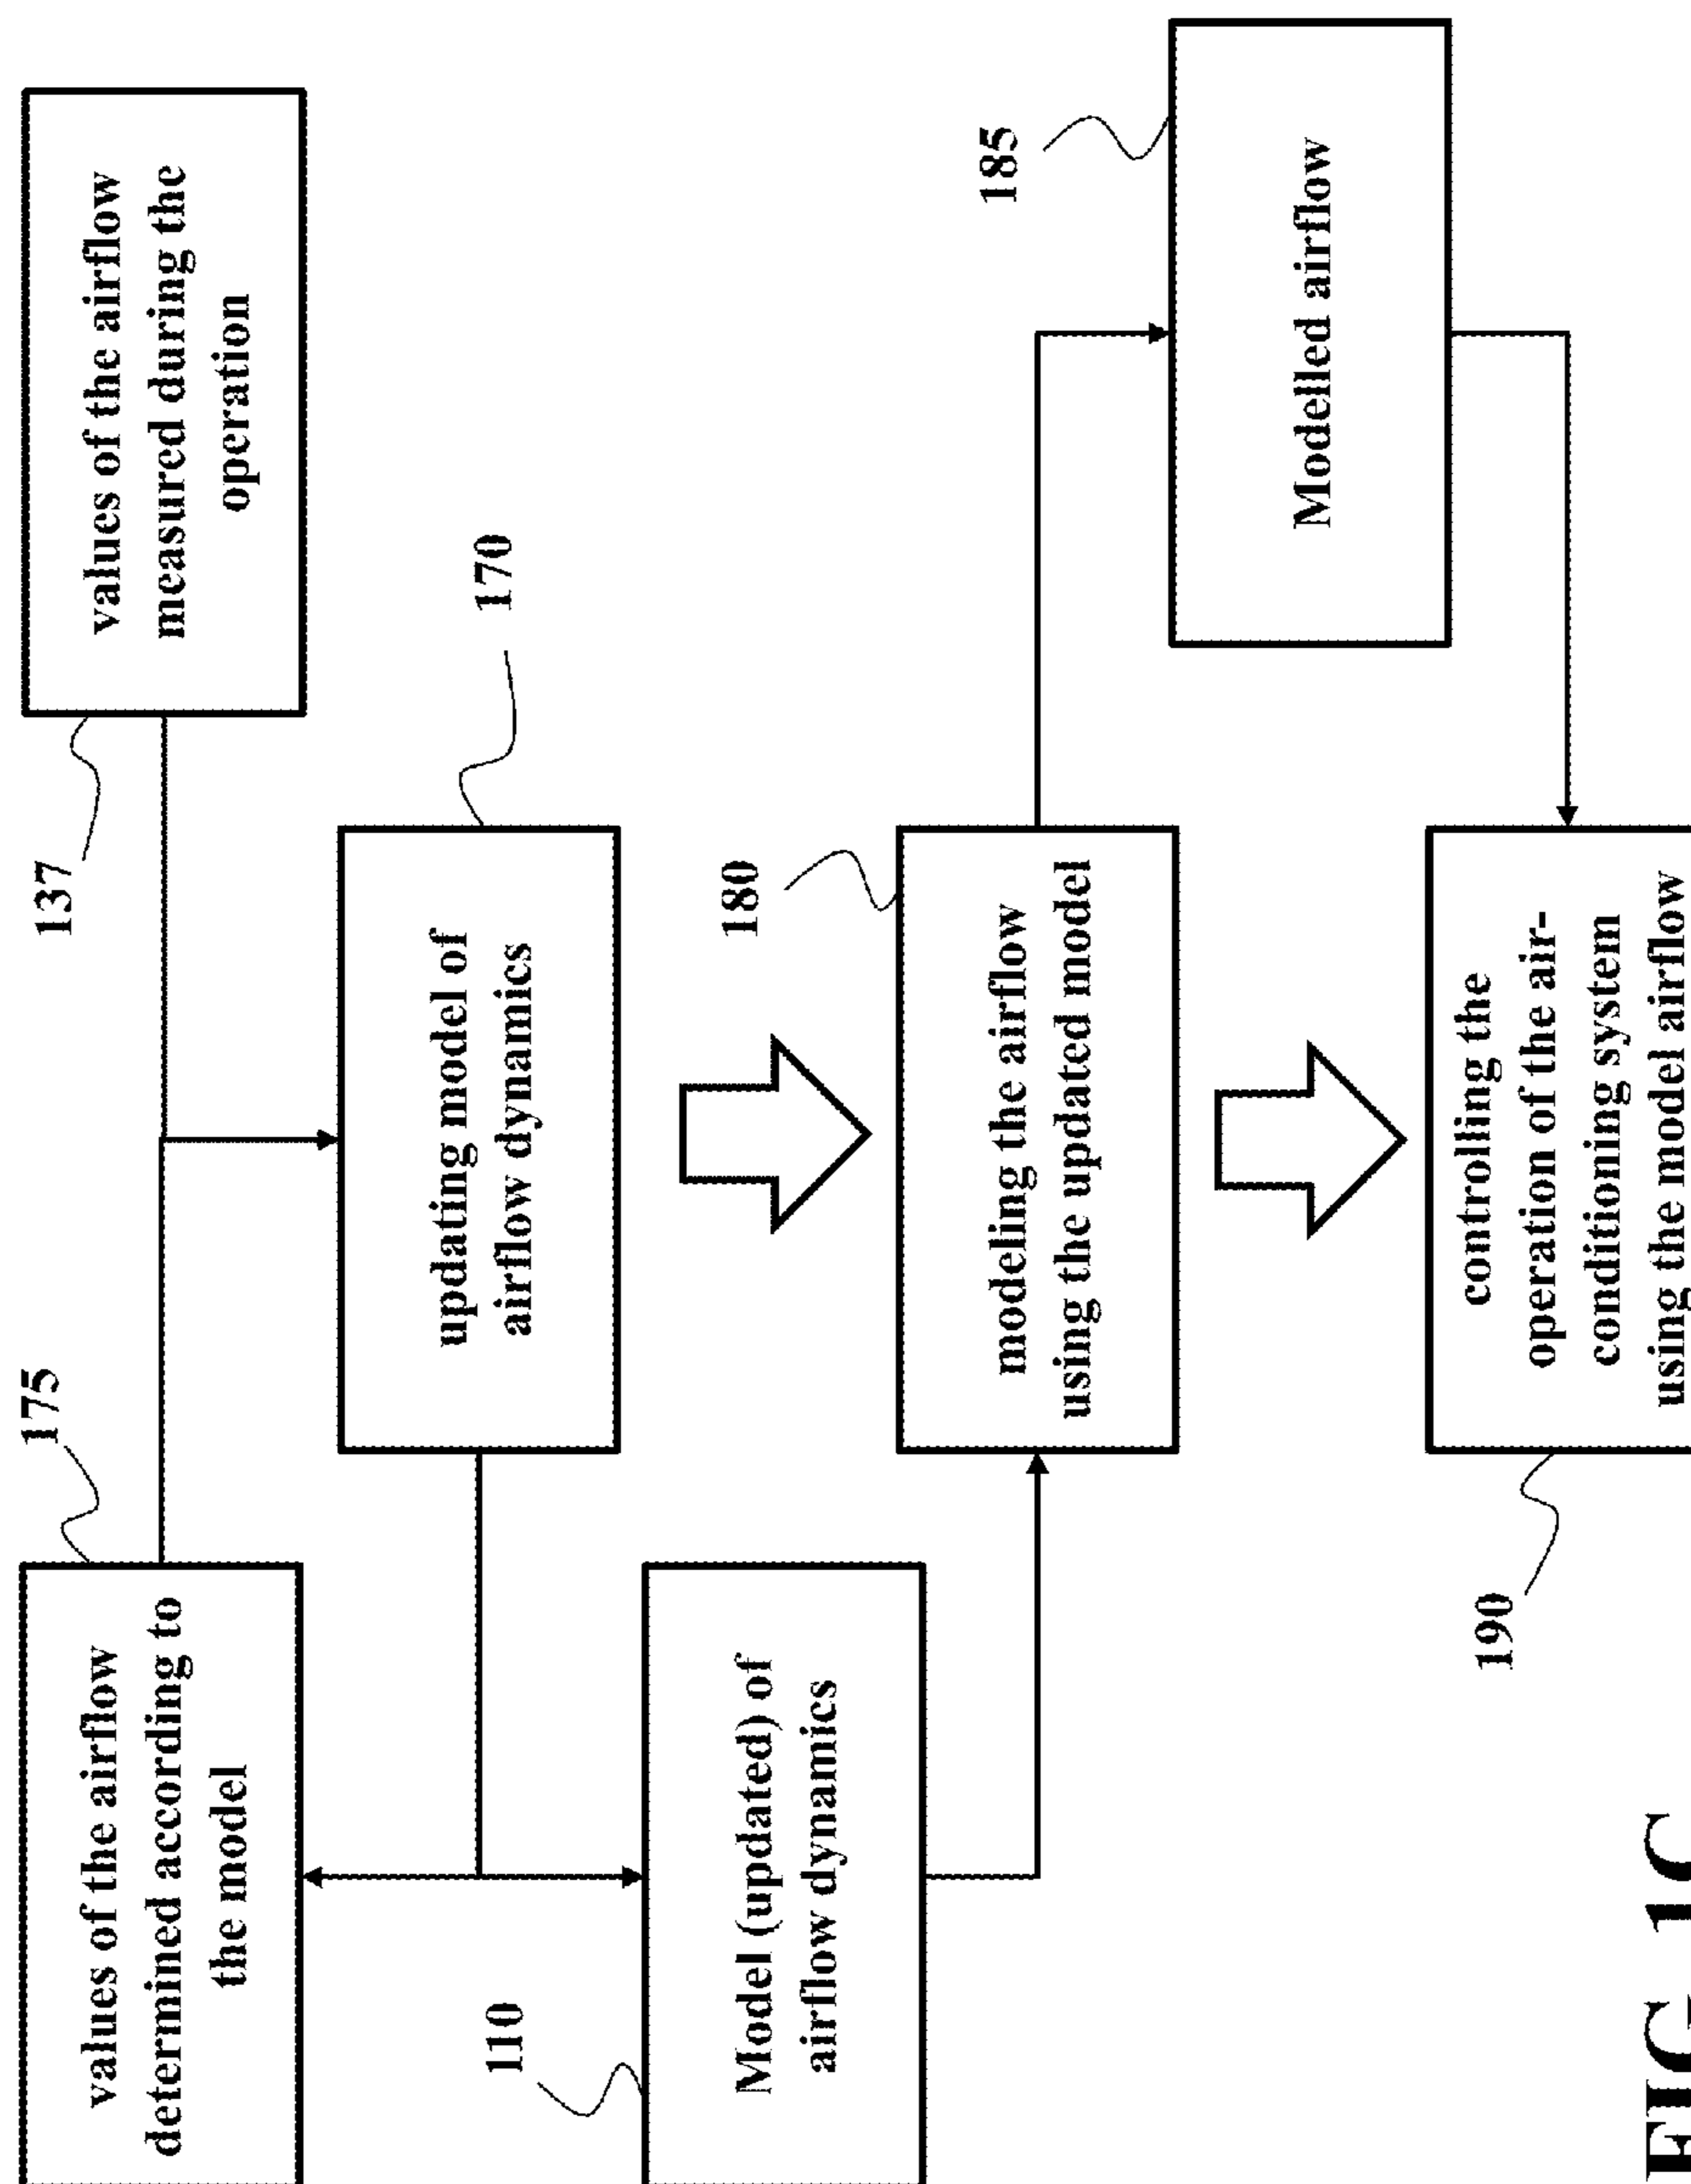 175
values of the airflow
determined according to
the model
137
values of the airflow
measured during the
operation
170
updating model of
airflow dynamics
110
Model (updated) of
airflow dynamics
180
modeling the airflow
using the updated model
185
Modelled airflow
190
controlling the
operation of the air-
conditioning system
using the model airflow
FIG. 1C